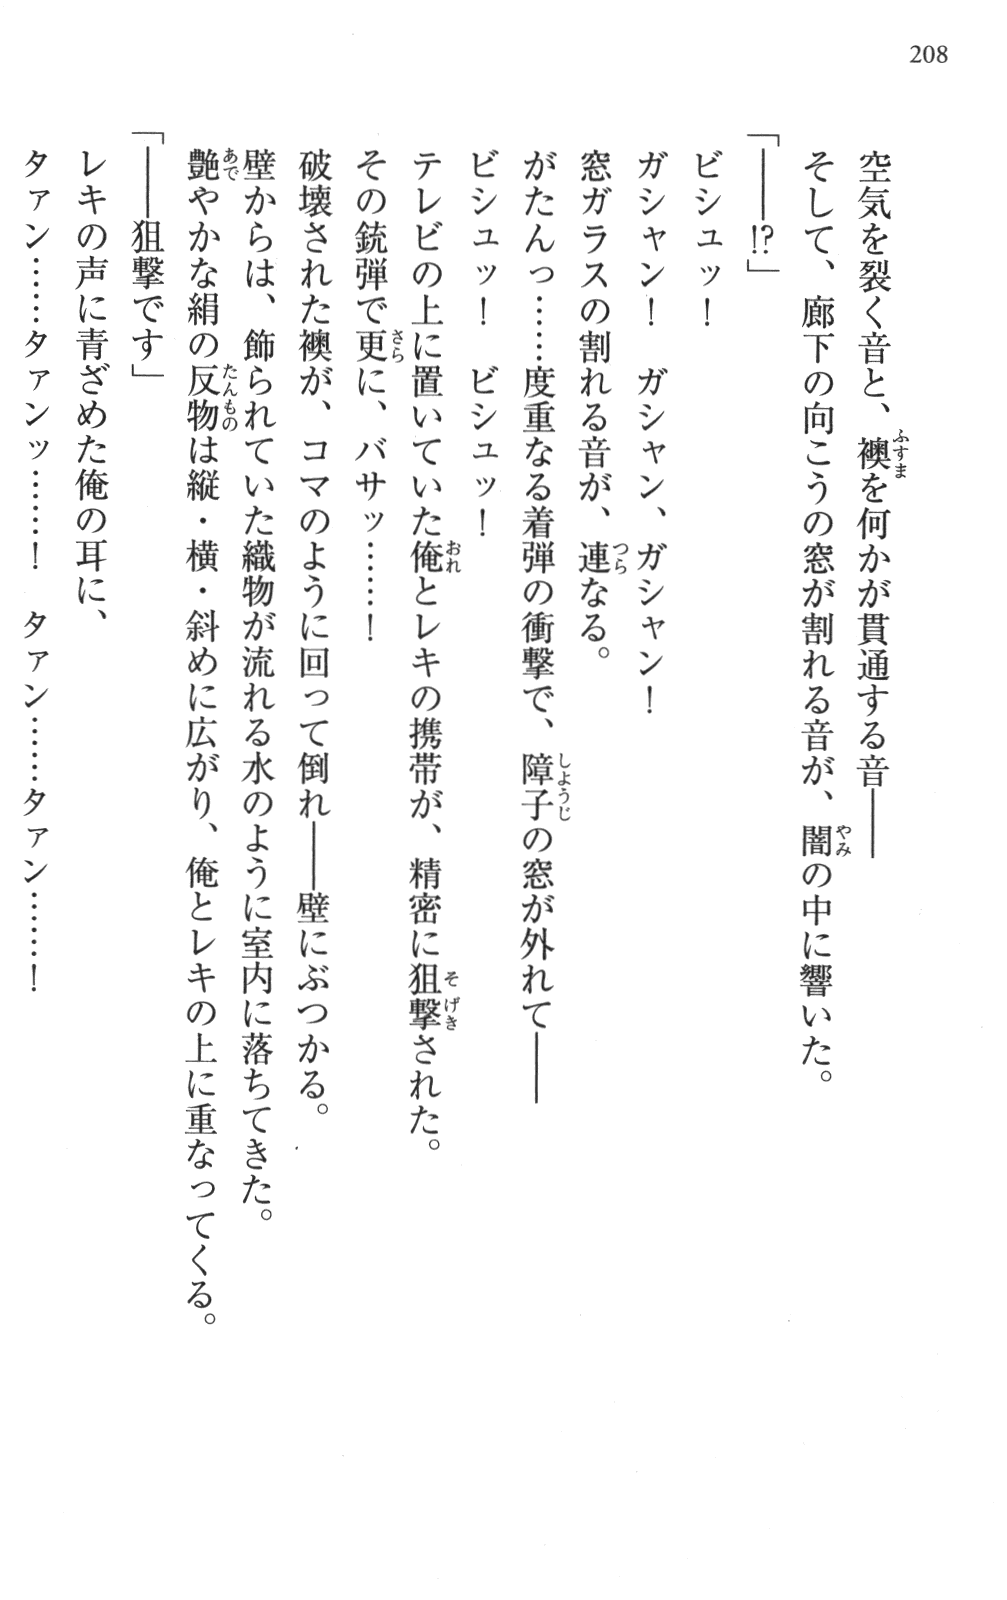 208
空気を裂く音と、襖を何かが貫通する音――
そして、廊下の向こうの窓が割れる音が、闇の中に響いた。
「――!?」
ビシュッ！
ガシャン！　ガシャン、ガシャン！
窓ガラスの割れる音が、連なる。
がたんっ……度重なる着弾の衝撃で、障子の窓が外れて――
ビシュッ！　ビシュッ！
テレビの上に置いていた俺とレキの携帯が、精密に狙撃された。
その銃弾で更に、バサッ……！
破壊された襖が、コマのように回って倒れ――壁にぶつかる。
壁からは、飾られていた織物が流れる水のように室内に落ちてきた。
艶やかな絹の反物は縦・横・斜めに広がり、俺とレキの上に重なってくる。
「――狙撃です」
レキの声に青ざめた俺の耳に、
タァン……タァンッ……！　タァン……タァン……！